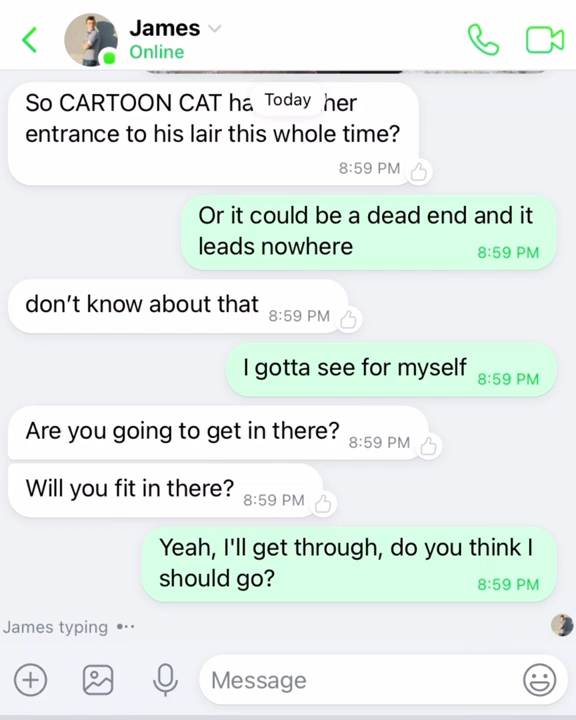 James
Online
Today
So CARTOON CAT ha her
entrance to his lair this whole time?
8:59 PM
Or it could be a dead end and it
leads nowhere
8:59 PM
don't know about that
8:59 PM
I gotta see for myself
8:59 PM
Are you going to get in there?
8:59 PM
Will you fit in there?
8:59 PM
Yeah, I'll get through, do you think I
should go?
8:59 PM
James typing
Message